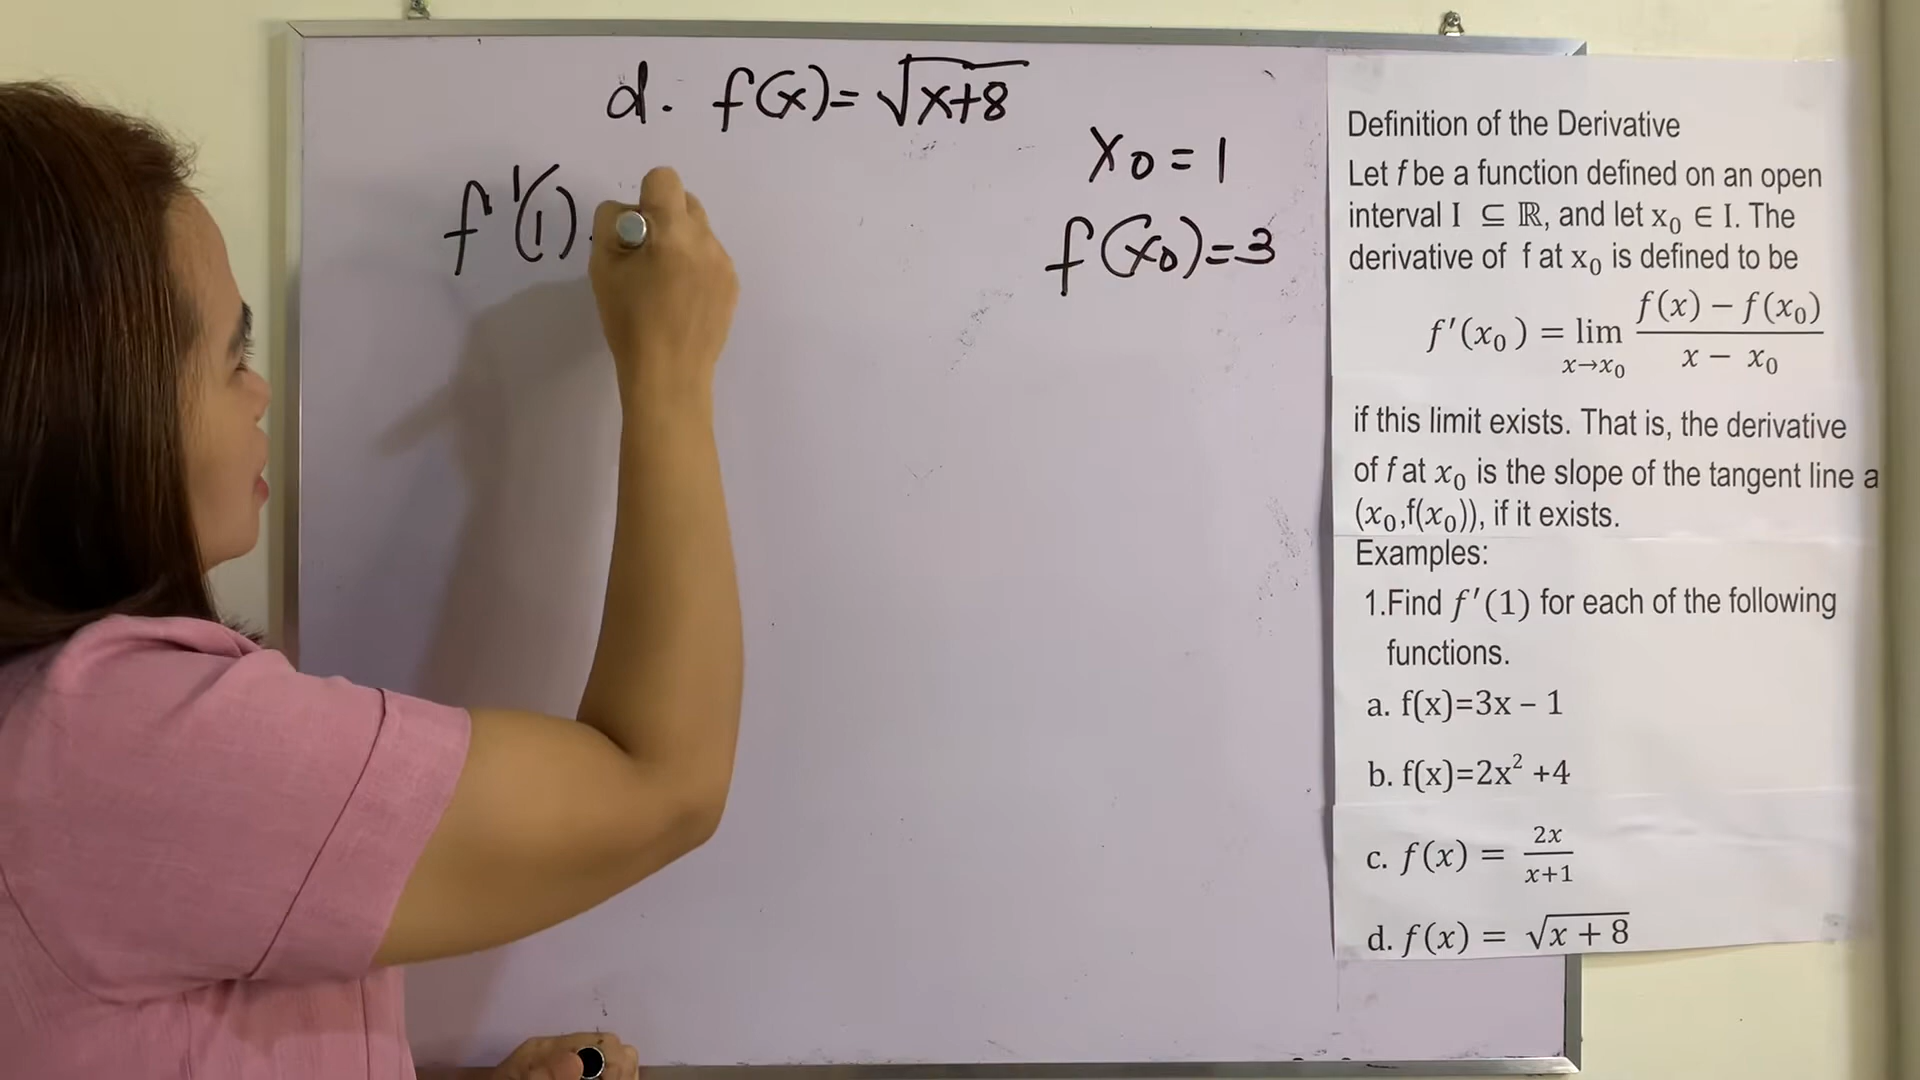 d. f(x)=√x+8
x₀ = 1
f'(1)
f(x₀)=3
Definition of the Derivative
Let f be a function defined on an open
interval I ⊆ ℝ, and let x₀ ∈ I. The
derivative of f at x₀ is defined to be
f′(x₀) = lim x→x₀ f(x) − f(x₀) / x − x₀
if this limit exists. That is, the derivative
of f at x₀ is the slope of the tangent line a
(x₀,f(x₀)), if it exists.
Examples:
1.Find f′(1) for each of the following
functions.
a. f(x)=3x – 1
b. f(x)=2x² +4
c. f(x) = 2x/x+1
d. f(x) = √x + 8